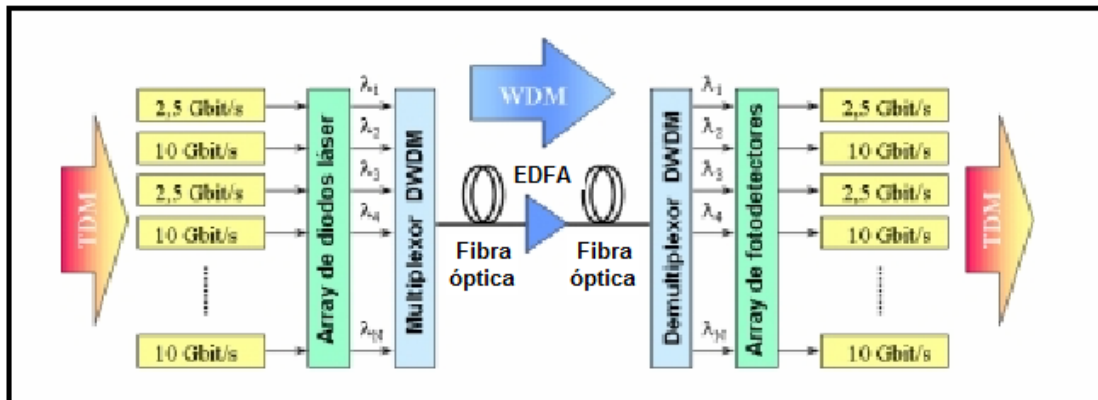 TDM
2,5 Gbit/s
10 Gbit/s
2,5 Gbit/s
10 Gbit/s
10 Gbit/s
Array de diodos láser
λ1
λ2
λ3
λ4
λN
Multiplexor DWDM
WDM
EDFA
Fibra
óptica
Fibra
óptica
Demultiplexor DWDM
λ1
λ2
λ3
λ4
λN
Array de fotodetectores
2,5 Gbit/s
10 Gbit/s
2,5 Gbit/s
10 Gbit/s
10 Gbit/s
TDM